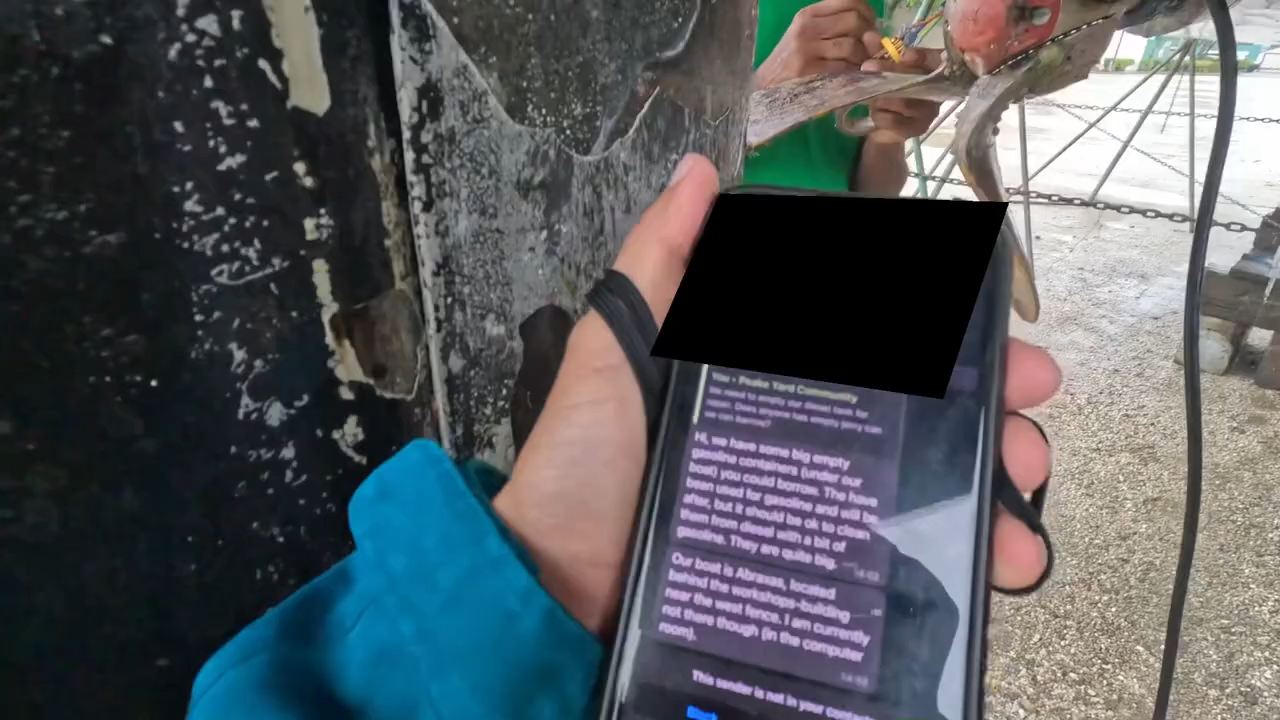 You • Peake Yard Community
We need to empty our diesel tank for
repair. Does anyone has empty jerry can
we can borrow?
Hi, we have some big empty
gasoline containers (under our
boat) you could borrow. The have
been used for gasoline and will be
after, but it should be ok to clean
them from diesel with a bit of
gasoline. They are quite big.
Our boat is Abraxas, located
behind the workshops-building
near the west fence. I am currently
not there though (in the computer
room).
This sender is not in your contacts
Block